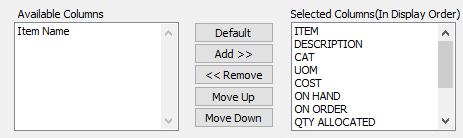 Available Columns
Item Name
Default
Add >>
<< Remove
Move Up
Move Down
Selected Columns(In Display Order)
ITEM
DESCRIPTION
CAT
UOM
COST
ON HAND
ON ORDER
QTY ALLOCATED